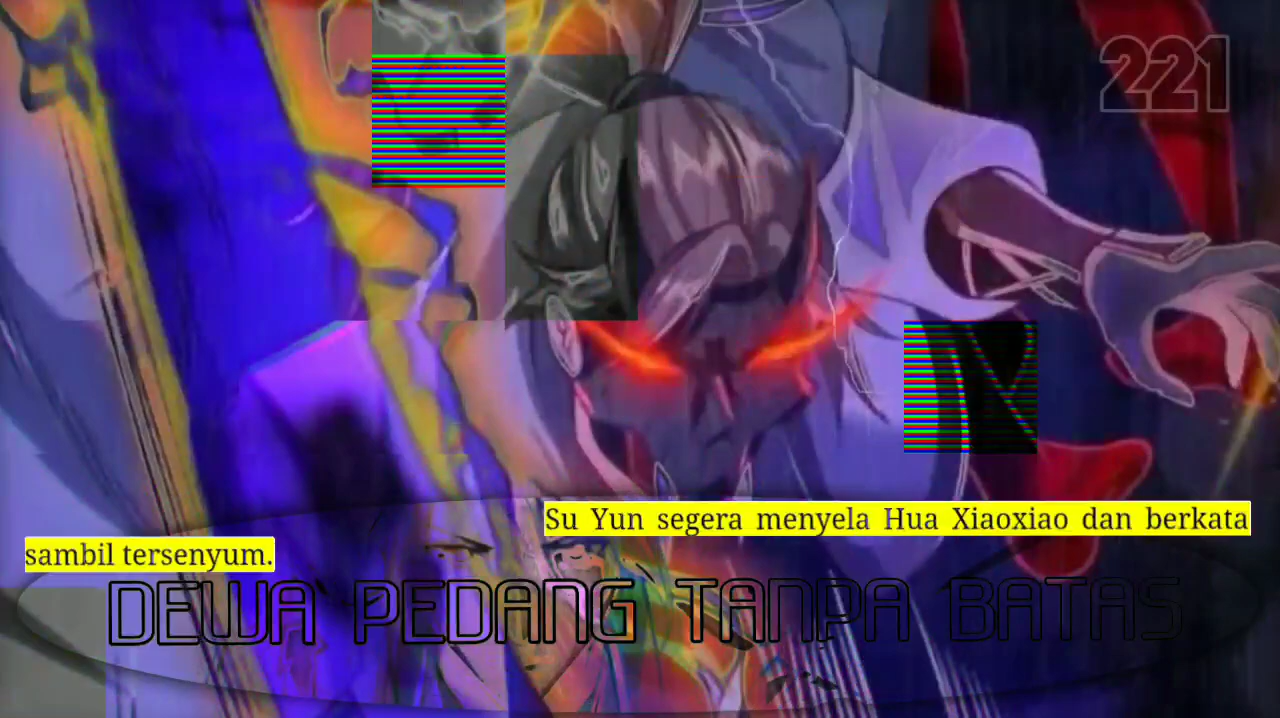 221
Su Yun segera menyela Hua Xiaoxiao dan berkata
sambil tersenyum.
DEWA PEDANG TANPA BATAS